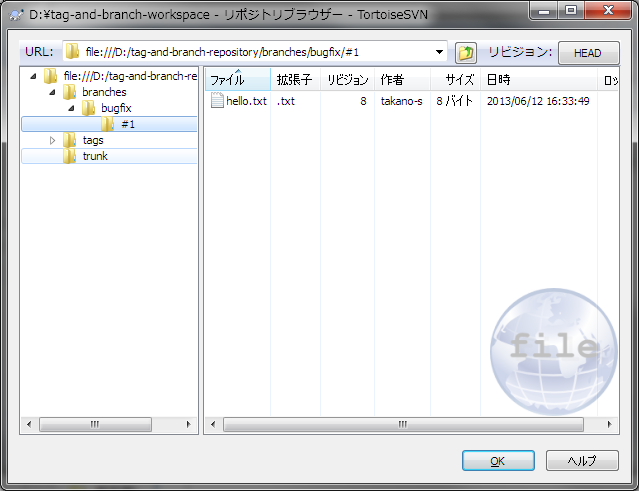 D:¥tag-and-branch-workspace - リポジトリブラウザー - TortoiseSVN
URL: file:///D:/tag-and-branch-repository/branches/bugfix/#1 リビジョン: HEAD
file:///D:/tag-and-branch-re
branches
bugfix
#1
tags
trunk
ファイル 拡張子 リビジョン 作者 サイズ 日時 ロッ
hello.txt .txt 8 takano-s 8 バイト 2013/06/12 16:33:49
file
OK ヘルプ